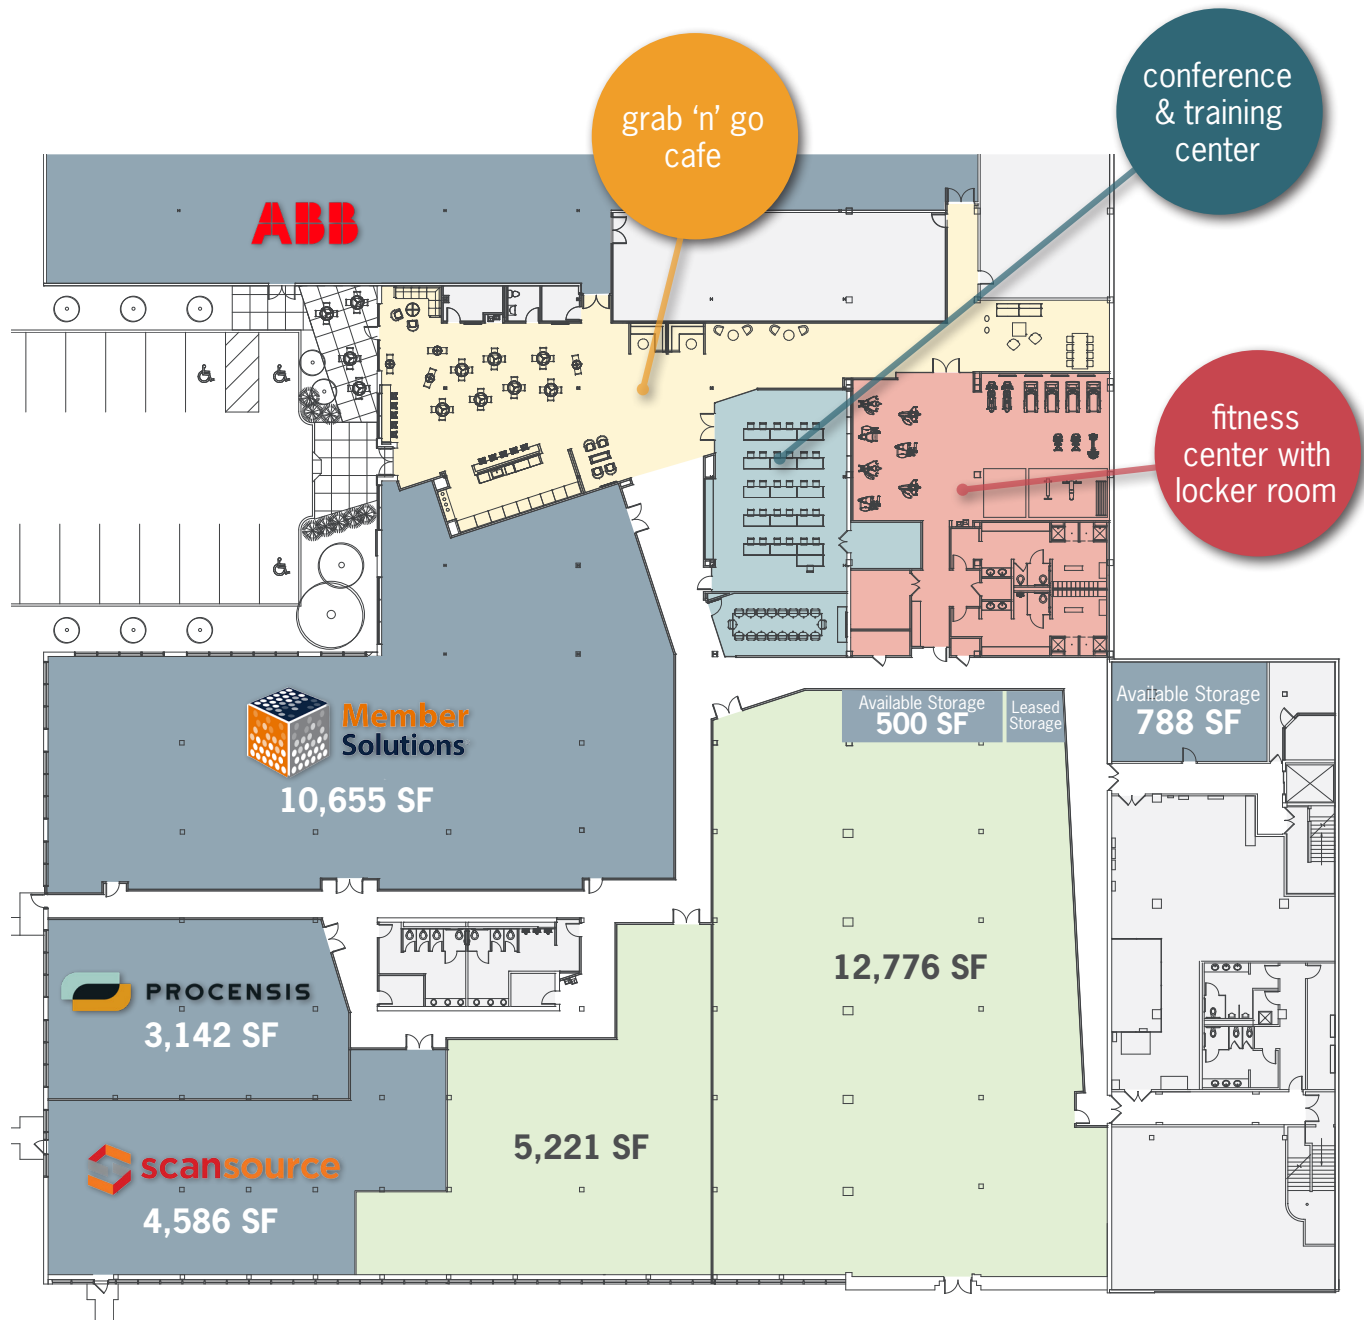 grab ‘n’ go
cafe
conference
& training
center
ABB
fitness
center with
locker room
Available Storage
500 SF
Leased
Storage
Available Storage
788 SF
Member
Solutions
10,655 SF
12,776 SF
PROCENSIS
3,142 SF
5,221 SF
scansource
4,586 SF